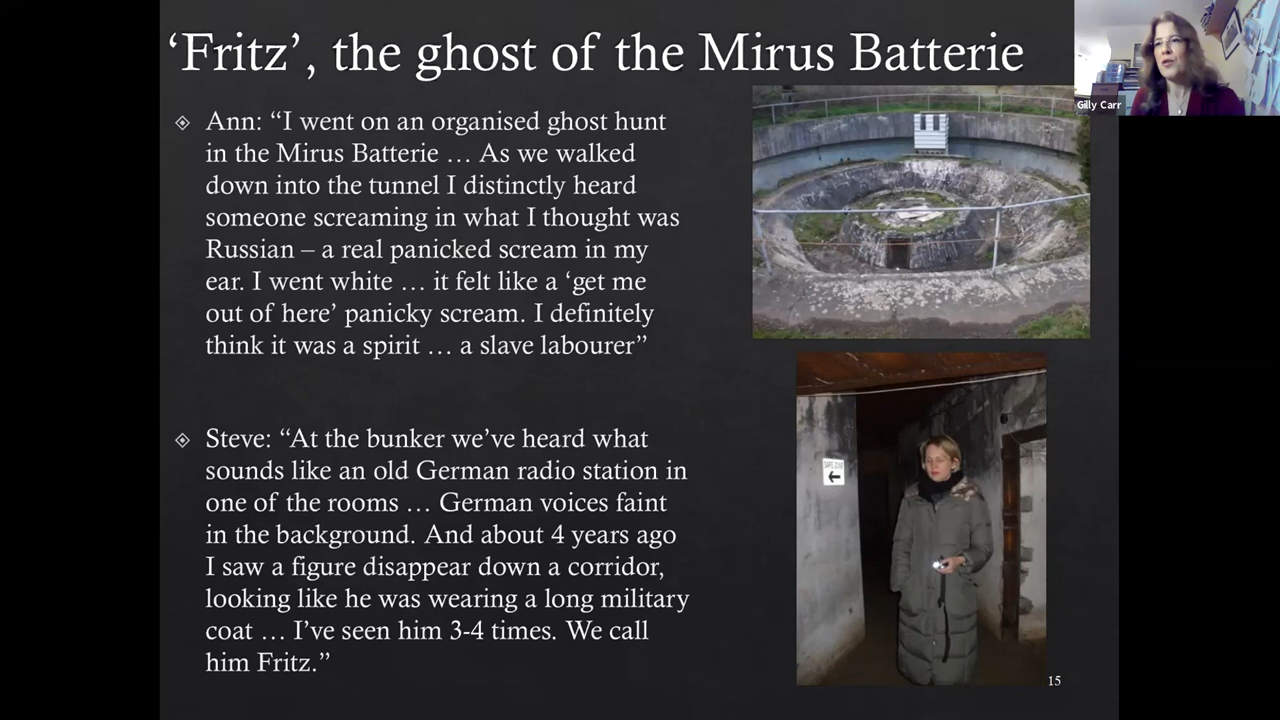 ‘Fritz’, the ghost of the Mirus Batterie
Gilly Carr
Ann: “I went on an organised ghost hunt
in the Mirus Batterie … As we walked
down into the tunnel I distinctly heard
someone screaming in what I thought was
Russian – a real panicked scream in my
ear. I went white … it felt like a ‘get me
out of here’ panicky scream. I definitely
think it was a spirit … a slave labourer”
Steve: “At the bunker we’ve heard what
sounds like an old German radio station in
one of the rooms … German voices faint
in the background. And about 4 years ago
I saw a figure disappear down a corridor,
looking like he was wearing a long military
coat … I’ve seen him 3-4 times. We call
him Fritz.”
15